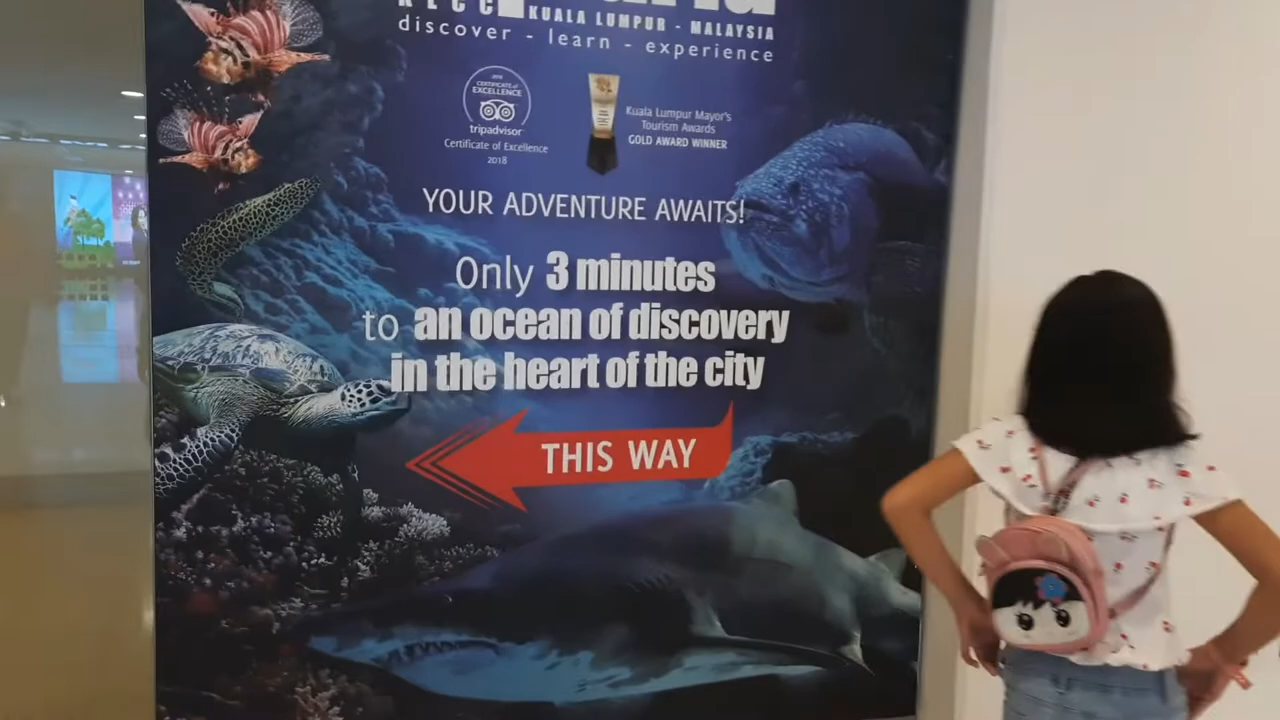 KLCC
KUALA LUMPUR - MALAYSIA
discover - learn - experience
2018
CERTIFICATE of
EXCELLENCE
tripadvisor
Certificate of Excellence
2018
Kuala Lumpur Mayor's
Tourism Awards
GOLD AWARD WINNER
YOUR ADVENTURE AWAITS!
Only 3 minutes
to an ocean of discovery
in the heart of the city
THIS WAY